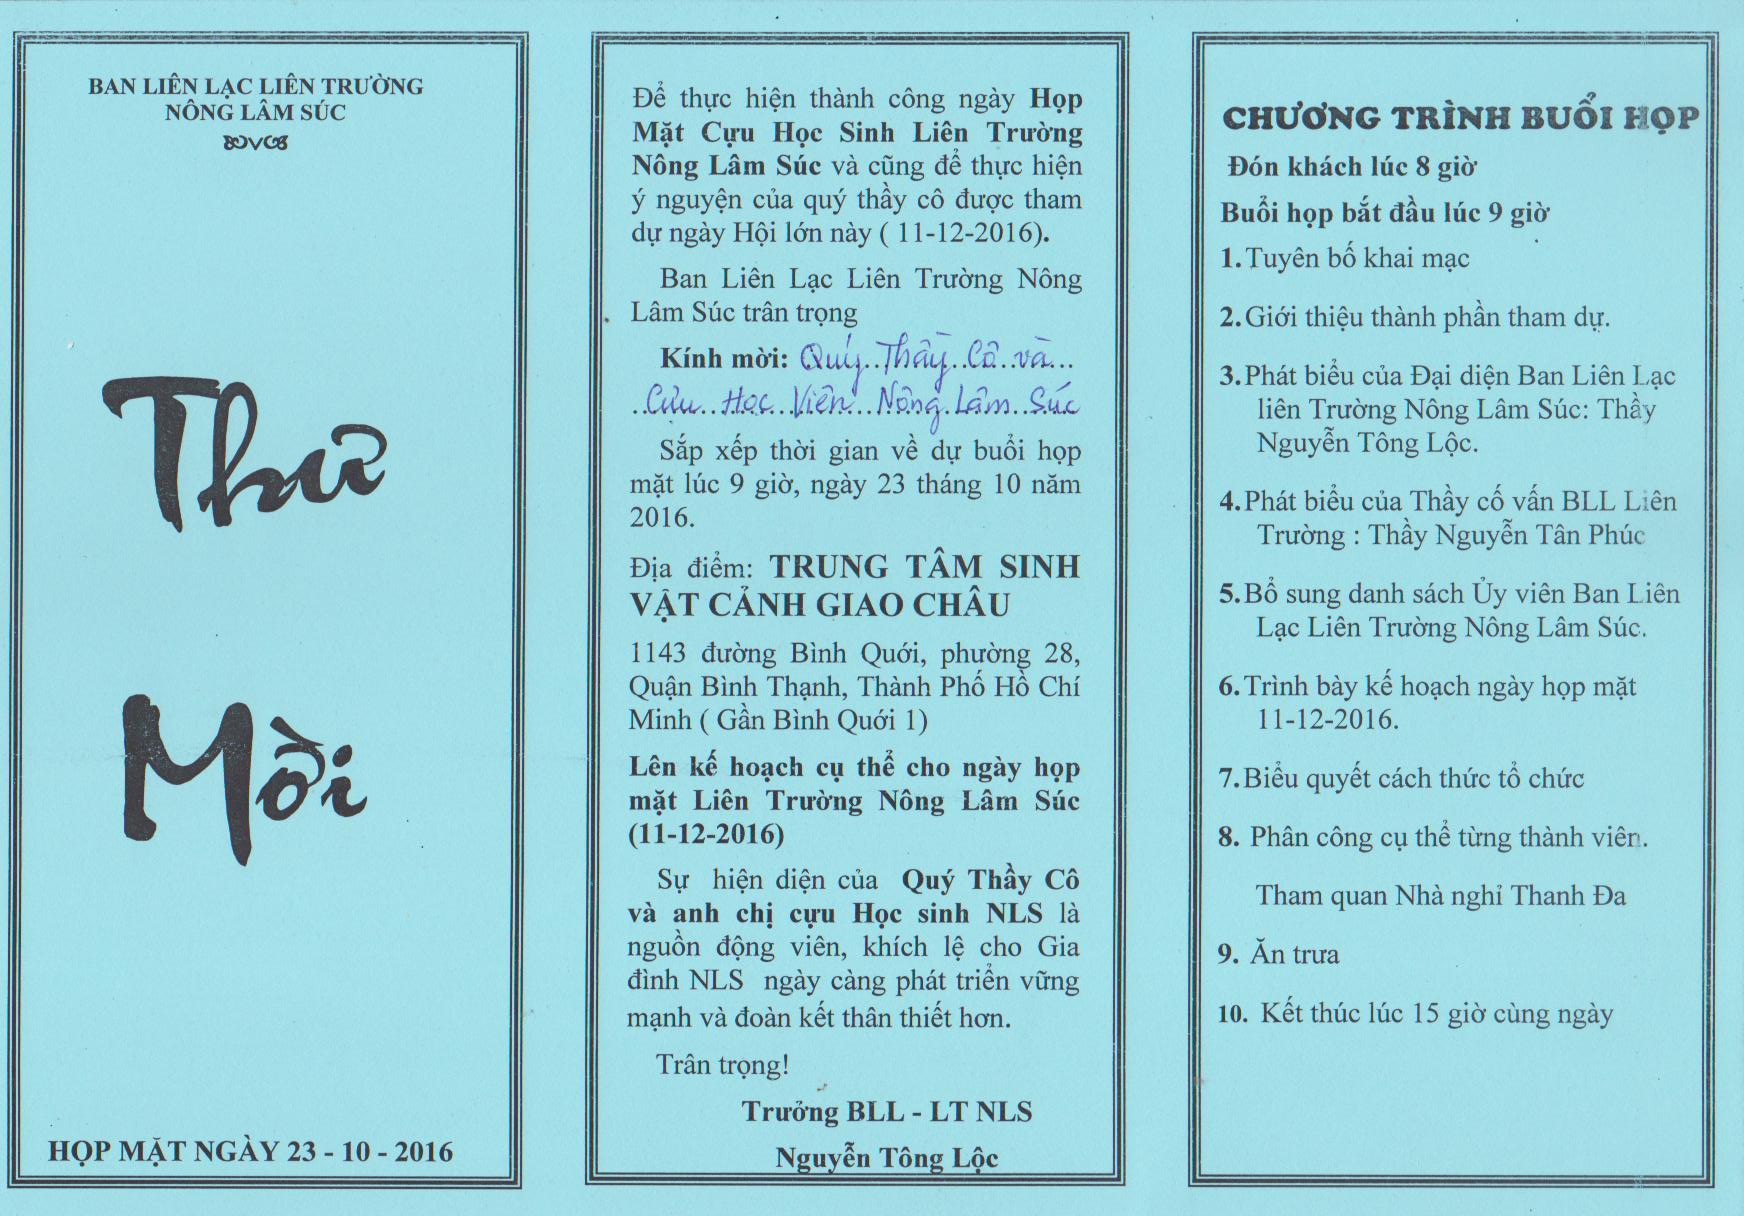 BAN LIÊN LẠC LIÊN TRƯỜNG
NÔNG LÂM SÚC
Thư
Mời
HỌP MẶT NGÀY 23 - 10 - 2016
Để thực hiện thành công ngày Họp
Mặt Cựu Học Sinh Liên Trường
Nông Lâm Súc và cũng để thực hiện
ý nguyện của quý thầy cô được tham
dự ngày Hội lớn này ( 11-12-2016).
Ban Liên Lạc Liên Trường Nông
Lâm Súc trân trọng
Kính mời: Quý Thầy Cô và
Cựu Học Viên Nông Lâm Súc
Sắp xếp thời gian về dự buổi họp
mặt lúc 9 giờ, ngày 23 tháng 10 năm
2016.
Địa điểm: TRUNG TÂM SINH
VẬT CẢNH GIAO CHÂU
1143 đường Bình Quới, phường 28,
Quận Bình Thạnh, Thành Phố Hồ Chí
Minh ( Gần Bình Quới 1)
Lên kế hoạch cụ thể cho ngày họp
mặt Liên Trường Nông Lâm Súc
(11-12-2016)
Sự hiện diện của Quý Thầy Cô
và anh chị cựu Học sinh NLS là
nguồn động viên, khích lệ cho Gia
đình NLS ngày càng phát triển vững
mạnh và đoàn kết thân thiết hơn.
Trân trọng!
Trưởng BLL - LT NLS
Nguyễn Tông Lộc
CHƯƠNG TRÌNH BUỔI HỌP
Đón khách lúc 8 giờ
Buổi họp bắt đầu lúc 9 giờ
1.Tuyên bố khai mạc
2.Giới thiệu thành phần tham dự.
3.Phát biểu của Đại diện Ban Liên Lạc
liên Trường Nông Lâm Súc: Thầy
Nguyễn Tông Lộc.
4.Phát biểu của Thầy cố vấn BLL Liên
Trường : Thầy Nguyễn Tân Phúc
5.Bổ sung danh sách Ủy viên Ban Liên
Lạc Liên Trường Nông Lâm Súc.
6.Trình bày kế hoạch ngày họp mặt
11-12-2016.
7.Biểu quyết cách thức tổ chức
8. Phân công cụ thể từng thành viên.
Tham quan Nhà nghỉ Thanh Đa
9. Ăn trưa
10. Kết thúc lúc 15 giờ cùng ngày